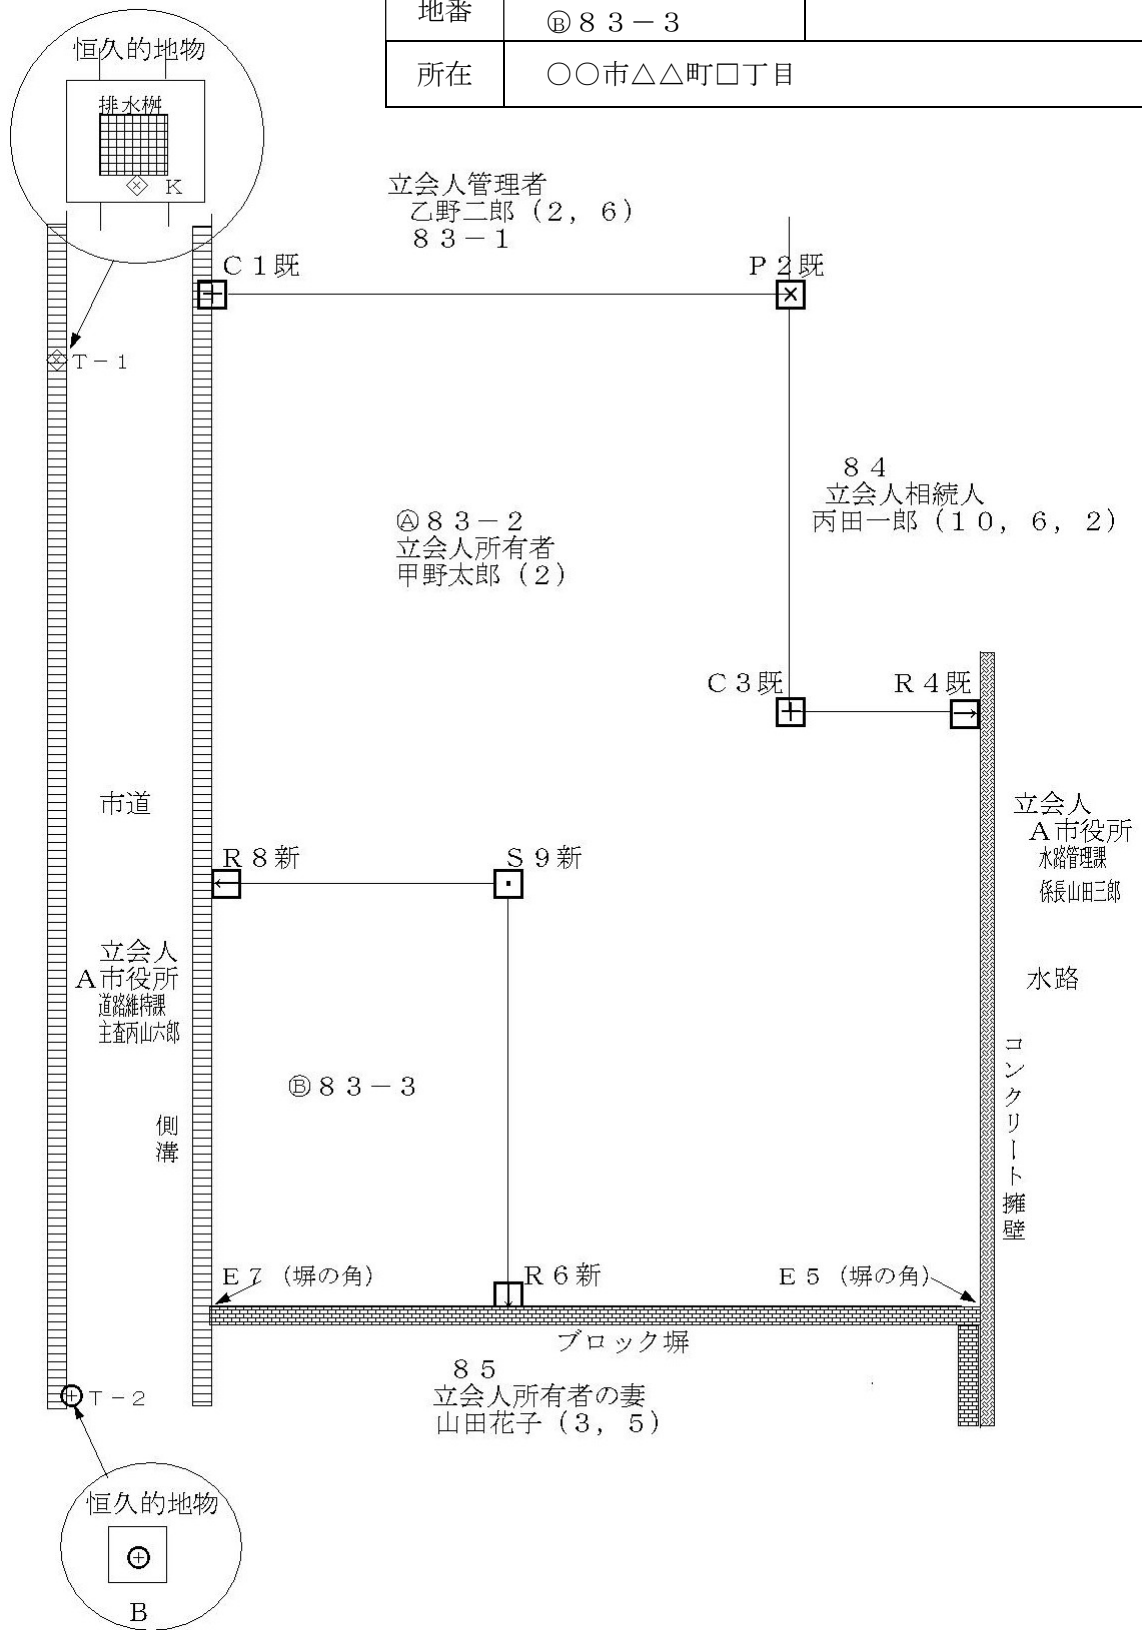 地番
Ⓑ８３－３
所在
○○市△△町□丁目
恒久的地物
排水桝
K
立会人管理者
乙野二郎（２，６）
８３－１
Ｃ１既
Ｐ２既
Ｔ－１
８４
立会人相続人
丙田一郎（１０，６，２）
Ⓐ８３－２
立会人所有者
甲野太郎（２）
Ｃ３既
Ｒ４既
市道
立会人
Ａ市役所
水路管理課
係長山田三郎
Ｒ８新
Ｓ９新
立会人
Ａ市役所
道路維持課
主査丙山六郎
水路
Ⓑ８３－３
側溝
コンクリート擁壁
Ｅ７（塀の角）
Ｒ６新
Ｅ５（塀の角）
ブロック塀
８５
立会人所有者の妻
山田花子（３，５）
Ｔ－２
恒久的地物
B